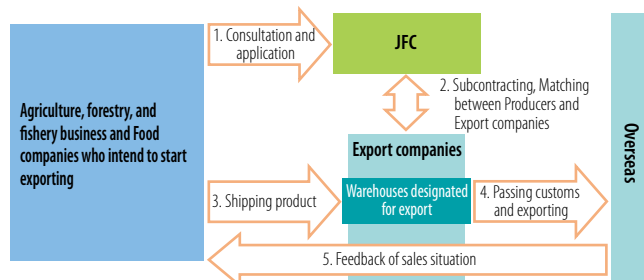 1. Consultation and
application
JFC
2. Subcontracting, Matching
between Producers and
Export companies
Agriculture, forestry, and
fishery business and Food
companies who intend to start
exporting
Export companies
3. Shipping product
Warehouses designated
for export
4. Passing customs
and exporting
Overseas
5. Feedback of sales situation